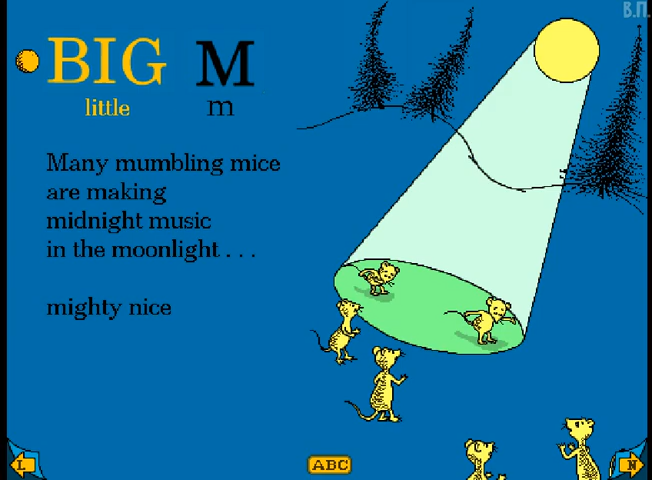 В.П.
BIG M
little m
Many mumbling mice
are making
midnight music
in the moonlight . . .
mighty nice
L
ABC
N